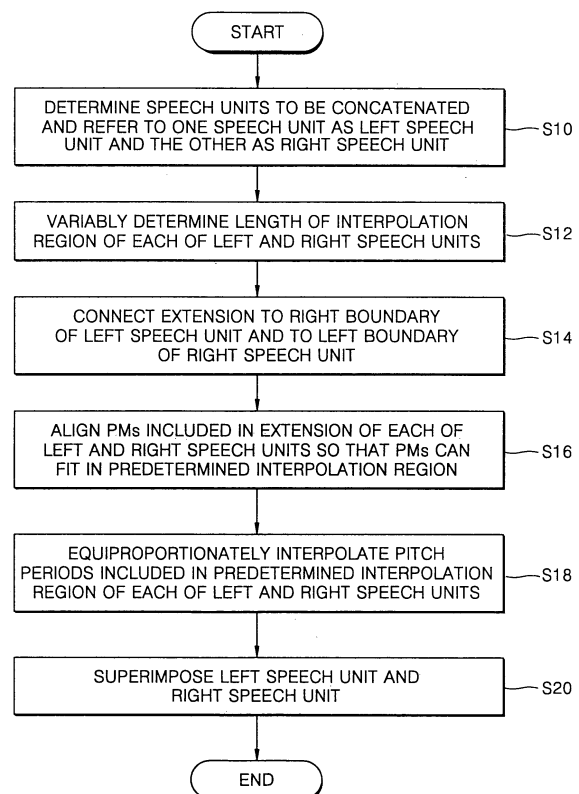 START
DETERMINE SPEECH UNITS TO BE CONCATENATED
AND REFER TO ONE SPEECH UNIT AS LEFT SPEECH
UNIT AND THE OTHER AS RIGHT SPEECH UNIT
S10
VARIABLY DETERMINE LENGTH OF INTERPOLATION
REGION OF EACH OF LEFT AND RIGHT SPEECH UNITS
S12
CONNECT EXTENSION TO RIGHT BOUNDARY
OF LEFT SPEECH UNIT AND TO LEFT BOUNDARY
OF RIGHT SPEECH UNIT
S14
ALIGN PMs INCLUDED IN EXTENSION OF EACH OF
LEFT AND RIGHT SPEECH UNITS SO THAT PMs CAN
FIT IN PREDETERMINED INTERPOLATION REGION
S16
EQUIPROPORTIONATELY INTERPOLATE PITCH
PERIODS INCLUDED IN PREDETERMINED INTERPOLATION
REGION OF EACH OF LEFT AND RIGHT SPEECH UNITS
S18
SUPERIMPOSE LEFT SPEECH UNIT AND
RIGHT SPEECH UNIT
S20
END